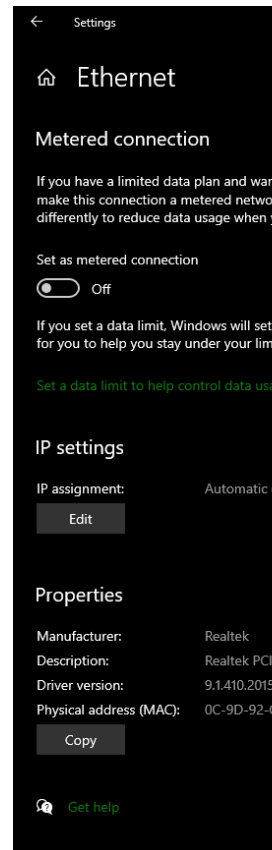 Settings
Ethernet
Metered connection
If you have a limited data plan and
make this connection a metered
differently to reduce data usage when
Set as metered connection
Off
If you set a data limit, Windows will set
for you to help you stay under your
Set a data limit to help control data
IP settings
IP assignment: Automatic
Edit
Properties
Manufacturer: Realtek
Description: Realtek PCI
Driver version: 9.1.410.2015
Physical address (MAC): 0C-9D-92-
Copy
Get help